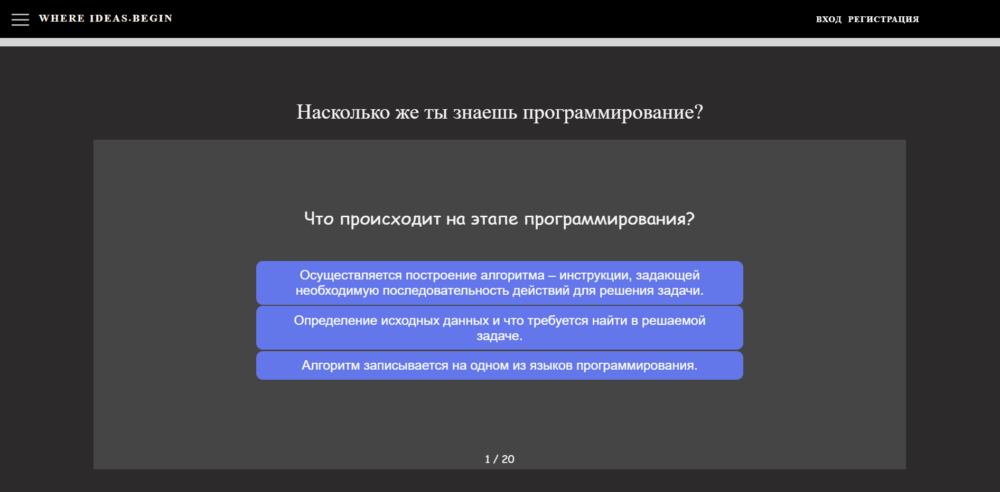 WHERE IDEAS.BEGIN
ВХОД РЕГИСТРАЦИЯ
Насколько же ты знаешь программирование?
Что происходит на этапе программирования?
Осуществляется построение алгоритма – инструкции, задающей
необходимую последовательность действий для решения задачи.
Определение исходных данных и что требуется найти в решаемой
задаче.
Алгоритм записывается на одном из языков программирования.
1 / 20